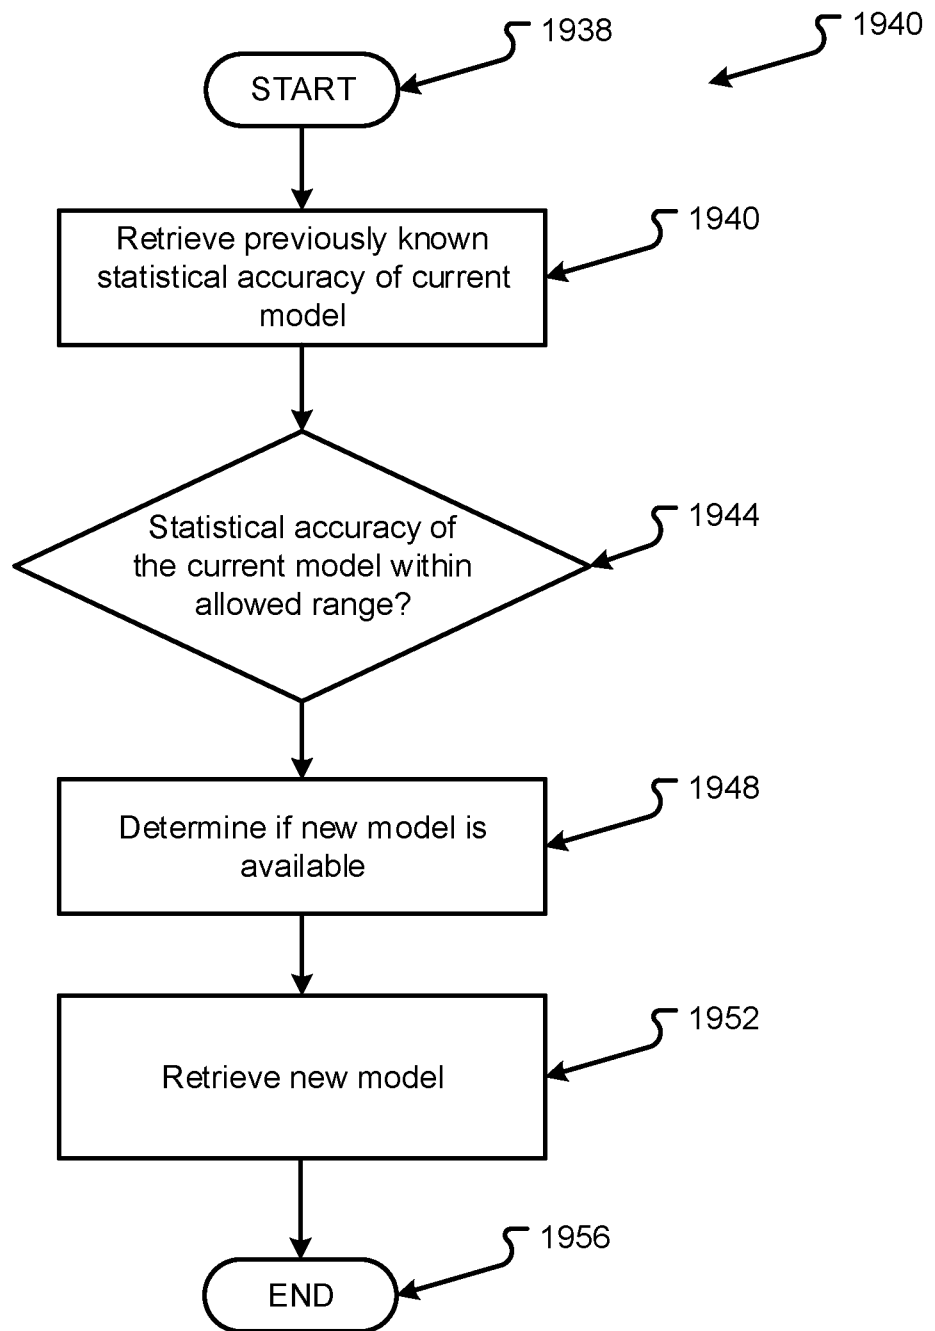 1938
1940
START
Retrieve previously known
statistical accuracy of current
model
1940
Statistical accuracy of
the current model within
allowed range?
1944
Determine if new model is
available
1948
Retrieve new model
1952
END
1956